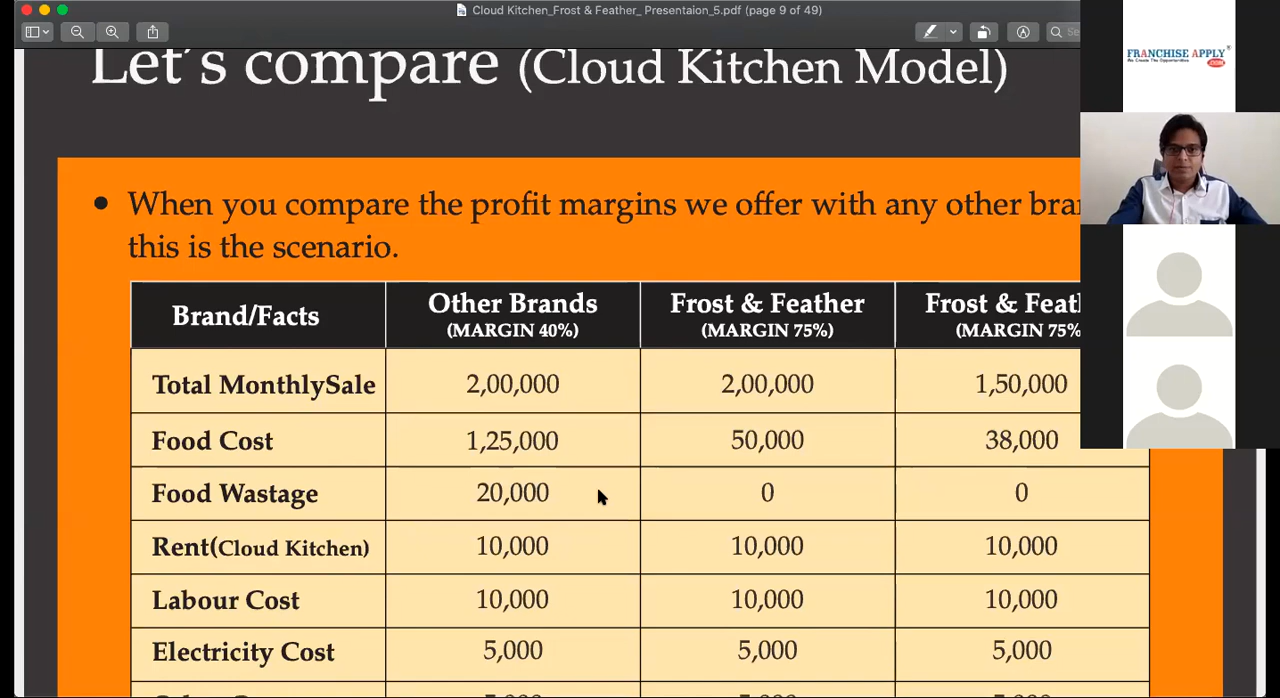 Cloud Kitchen_Frost & Feather_ Presentaion_5.pdf (page 9 of 49)
FRANCHISE APPLY
We Create The Opportunities
.COM
Let's compare (Cloud Kitchen Model)
• When you compare the profit margins we offer with any other
this is the scenario.
Brand/Facts Other Brands Frost & Feather Frost &
(MARGIN 40%) (MARGIN 75%) (MARGIN 75%
Total MonthlySale 2,00,000 2,00,000 1,50,000
Food Cost 1,25,000 50,000 38,000
Food Wastage 20,000 0 0
Rent(Cloud Kitchen) 10,000 10,000 10,000
Labour Cost 10,000 10,000 10,000
Electricity Cost 5,000 5,000 5,000